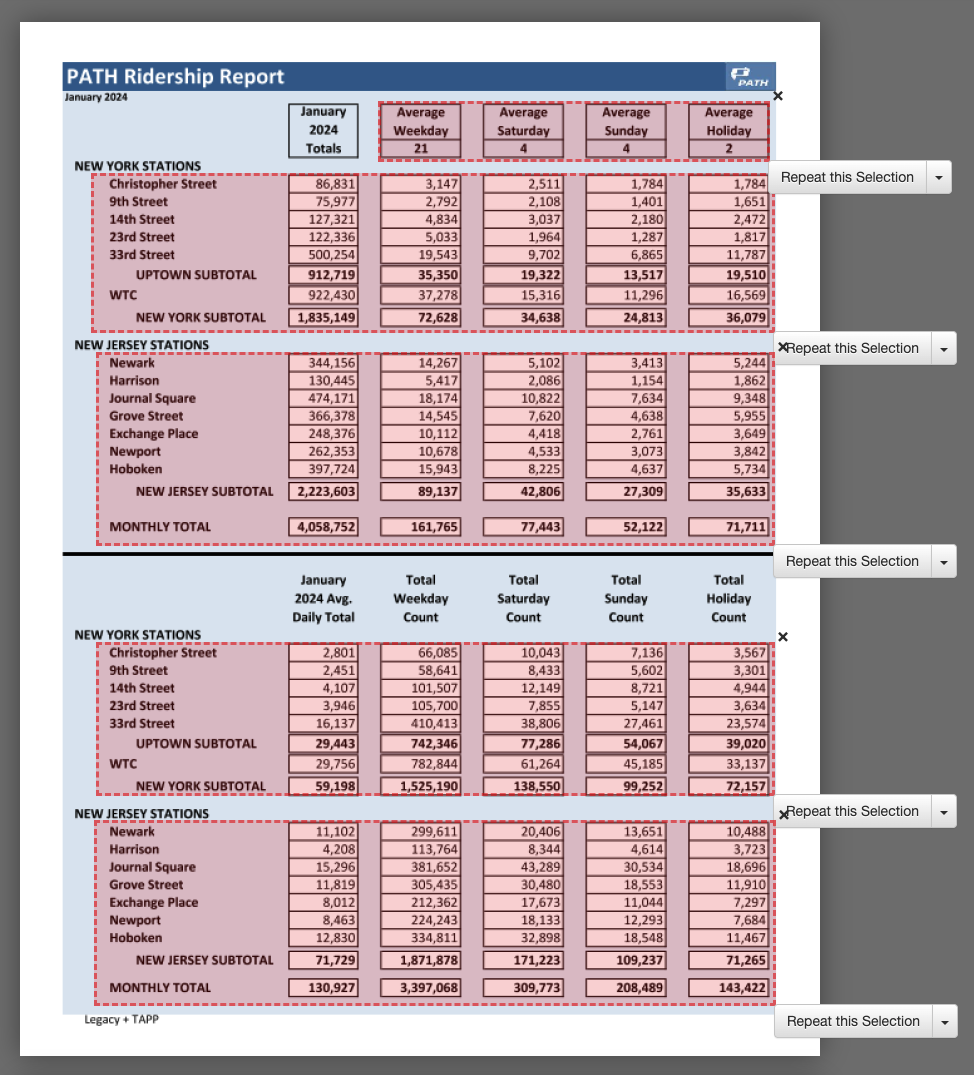 PATH Ridership Report
PATH
January 2024
January 2024 Totals Average Weekday 21 Average Saturday 4 Average Sunday 4 Average Holiday 2
NEW YORK STATIONS
Christopher Street 86,831 3,147 2,511 1,784 1,784
Repeat this Selection
9th Street 75,977 2,792 2,108 1,401 1,651
14th Street 127,321 4,834 3,037 2,180 2,472
23rd Street 122,336 5,033 1,964 1,287 1,817
33rd Street 500,254 19,543 9,702 6,865 11,787
UPTOWN SUBTOTAL 912,719 35,350 19,322 13,517 19,510
WTC 922,430 37,278 15,316 11,296 16,569
NEW YORK SUBTOTAL 1,835,149 72,628 34,638 24,813 36,079
NEW JERSEY STATIONS
Repeat this Selection
Newark 344,156 14,267 5,102 3,413 5,244
Harrison 130,445 5,417 2,086 1,154 1,862
Journal Square 474,171 18,174 10,822 7,634 9,348
Grove Street 366,378 14,545 7,620 4,638 5,955
Exchange Place 248,376 10,112 4,418 2,761 3,649
Newport 262,353 10,678 4,533 3,073 3,842
Hoboken 397,724 15,943 8,225 4,637 5,734
NEW JERSEY SUBTOTAL 2,223,603 89,137 42,806 27,309 35,633
MONTHLY TOTAL 4,058,752 161,765 77,443 52,122 71,711
Repeat this Selection
January 2024 Avg. Daily Total Total Weekday Count Total Saturday Count Total Sunday Count Total Holiday Count
NEW YORK STATIONS
Christopher Street 2,801 66,085 10,043 7,136 3,567
9th Street 2,451 58,641 8,433 5,602 3,301
14th Street 4,107 101,507 12,149 8,721 4,944
23rd Street 3,946 105,700 7,855 5,147 3,634
33rd Street 16,137 410,413 38,806 27,461 23,574
UPTOWN SUBTOTAL 29,443 742,346 77,286 54,067 39,020
WTC 29,756 782,844 61,264 45,185 33,137
NEW YORK SUBTOTAL 59,198 1,525,190 138,550 99,252 72,157
NEW JERSEY STATIONS
Repeat this Selection
Newark 11,102 299,611 20,406 13,651 10,488
Harrison 4,208 113,764 8,344 4,614 3,723
Journal Square 15,296 381,652 43,289 30,534 18,696
Grove Street 11,819 305,435 30,480 18,553 11,910
Exchange Place 8,012 212,362 17,673 11,044 7,297
Newport 8,463 224,243 18,133 12,293 7,684
Hoboken 12,830 334,811 32,898 18,548 11,467
NEW JERSEY SUBTOTAL 71,729 1,871,878 171,223 109,237 71,265
MONTHLY TOTAL 130,927 3,397,068 309,773 208,489 143,422
Legacy + TAPP
Repeat this Selection